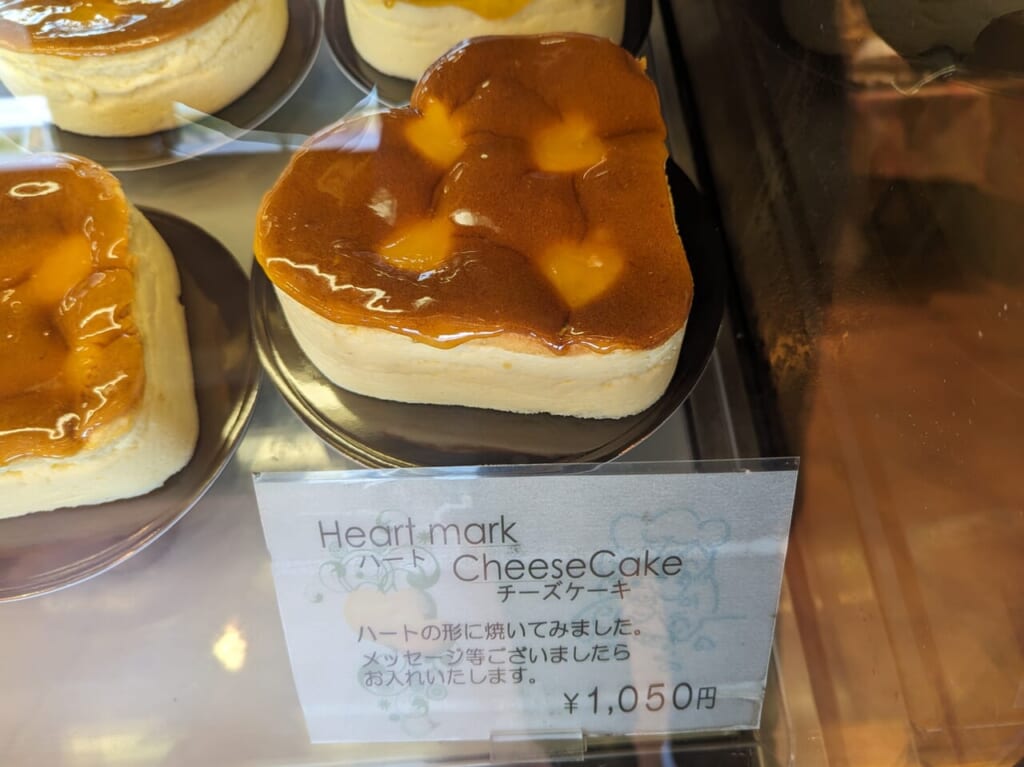 Heart mark
ハート CheeseCake
チーズケーキ
ハートの形に焼いてみました。
メッセージ等ございましたら
お入れいたします。
¥1,050円